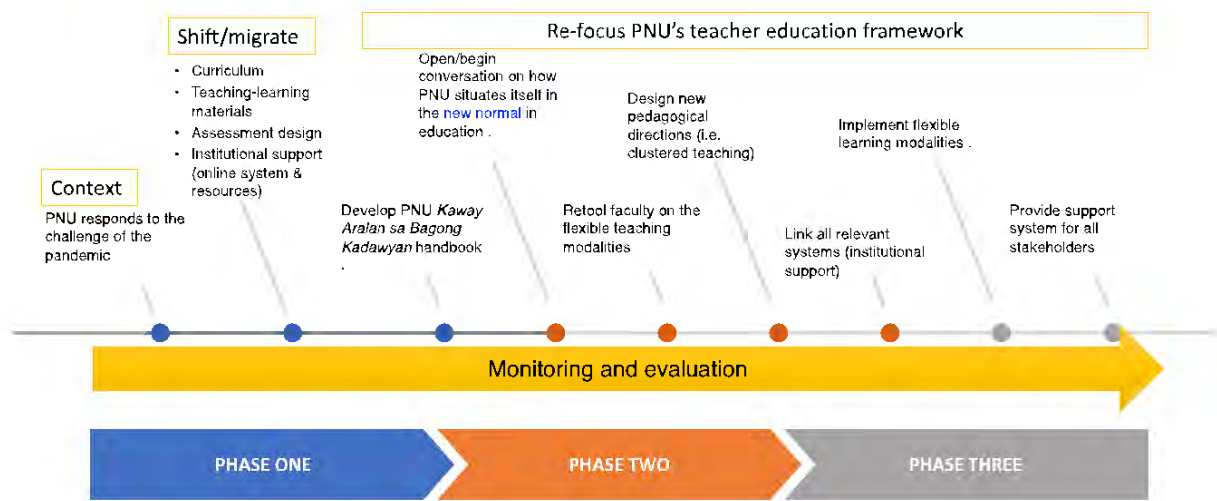 Shift/migrate
• Curriculum
• Teaching-learning
materials
• Assessment design
• Institutional support
(online system &
resources)
Re-focus PNU's teacher education framework
Open/begin
conversation on how
PNU situates itself in
the new normal in
education .
Design new
pedagogical
directions (i.e.
clustered teaching)
Implement flexible
learning modalities .
Context
PNU responds to the
challenge of the
pandemic
Develop PNU Kaway
Aralan sa Bagong
Kadawyan handbook
.
Retool faculty on the
flexible teaching
modalities
Link all relevant
systems (institutional
support)
Provide support
system for all
stakeholders
Monitoring and evaluation
PHASE ONE
PHASE TWO
PHASE THREE